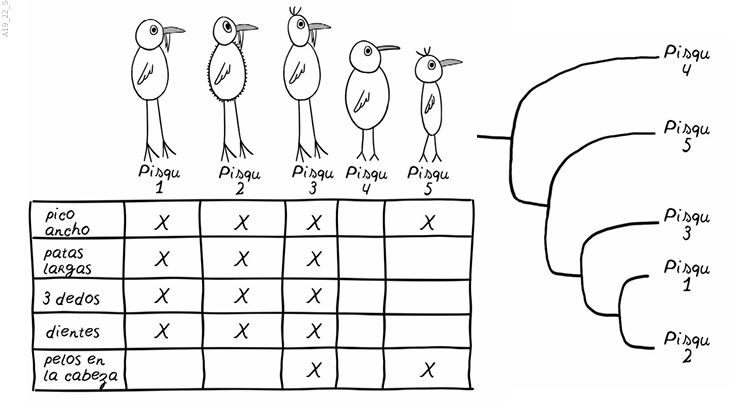 A19_22_5
Pisqu
1
Pisqu
2
Pisqu
3
Pisqu
4
Pisqu
5
pico
ancho
X X X X
patas
largas
X X X
3 dedos X X X
dientes X X X
pelos en
la cabeza
X X
Pisqu
4
Pisqu
5
Pisqu
3
Pisqu
1
Pisqu
2